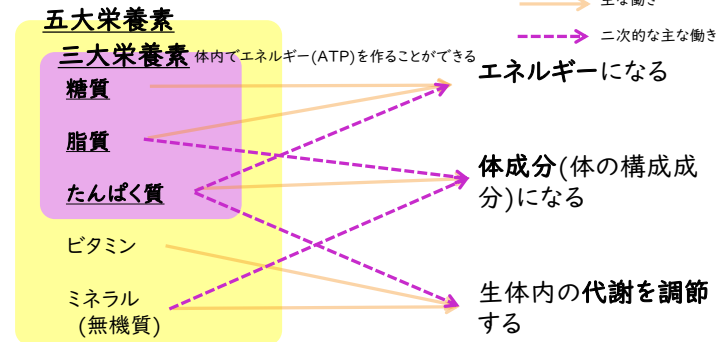 主な働き
五大栄養素
二次的な主な働き
三大栄養素 体内でエネルギー(ATP)を作ることができる
エネルギーになる
糖質
脂質
体成分(体の構成成
分)になる
たんぱく質
ビタミン
生体内の代謝を調節
する
ミネラル
(無機質)